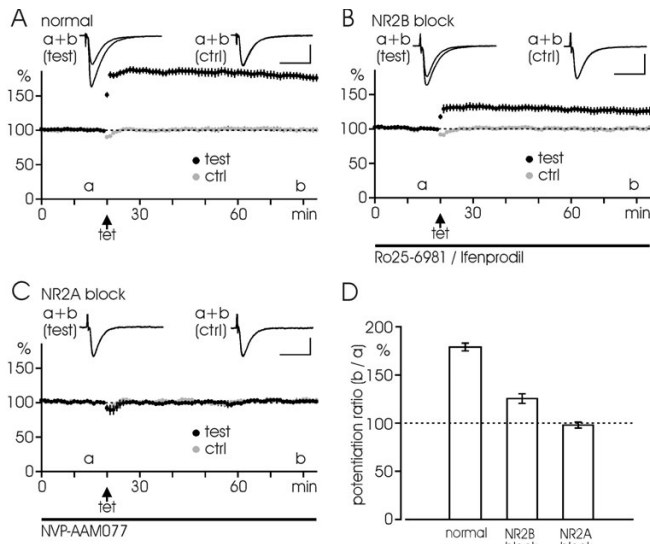 A normal
a+b (test)
a+b (ctrl)
%
150
100
50
0
test
ctrl
a
b
0
30
60
min
tet
B NR2B block
a+b (test)
a+b (ctrl)
%
150
100
50
0
test
ctrl
a
b
0
30
60
min
tet
Ro25-6981 / Ifenprodil
C NR2A block
a+b (test)
a+b (ctrl)
%
150
100
50
0
test
ctrl
a
b
0
30
60
min
tet
NVP-AAM077
D
potentiation ratio (b / a)
200
%
150
100
50
0
normal
NR2B
NR2A